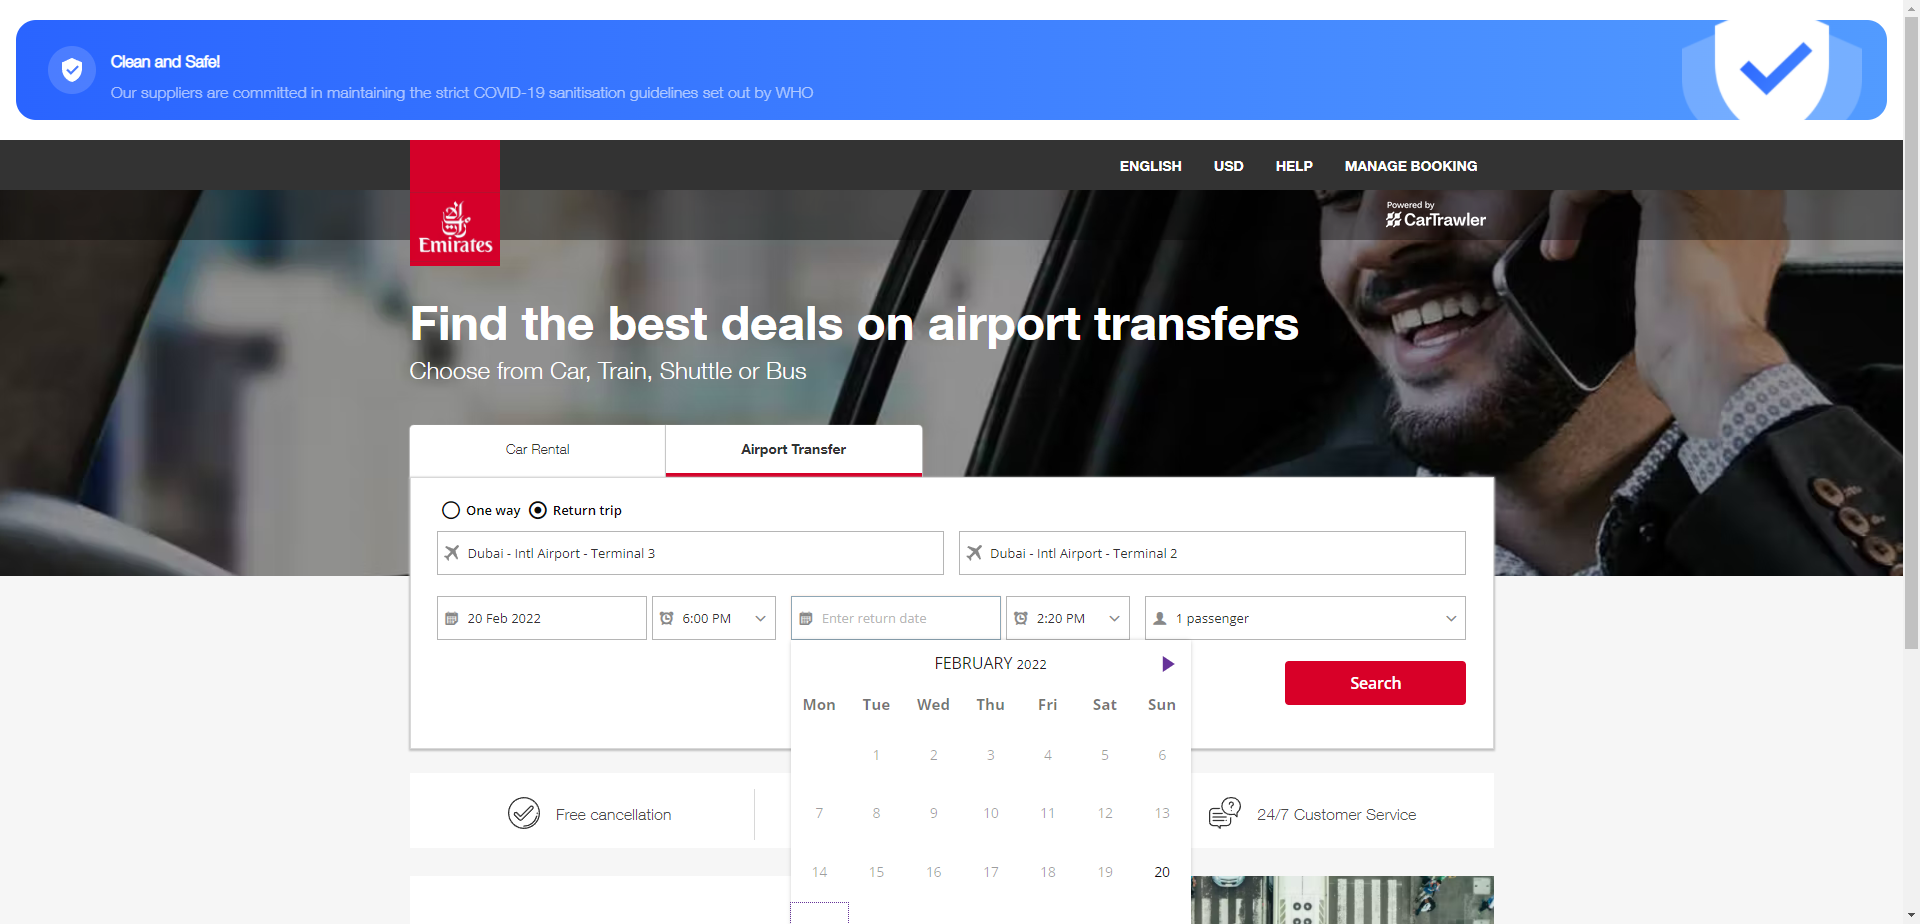 Clean and Safe!
Our suppliers are committed in maintaining the strict COVID-19 sanitisation guidelines set out by WHO
ENGLISH
USD
HELP
MANAGE BOOKING
Powered by
CarTrawler
Emirates
Find the best deals on airport transfers
Choose from Car, Train, Shuttle or Bus
Car Rental
Airport Transfer
One way
Return trip
Dubai - Intl Airport - Terminal 3
Dubai - Intl Airport - Terminal 2
20 Feb 2022
6:00 PM
Enter return date
2:20 PM
1 passenger
FEBRUARY 2022
Search
Mon Tue Wed Thu Fri Sat Sun
1 2 3 4 5 6
7 8 9 10 11 12 13
14 15 16 17 18 19 20
Free cancellation
24/7 Customer Service